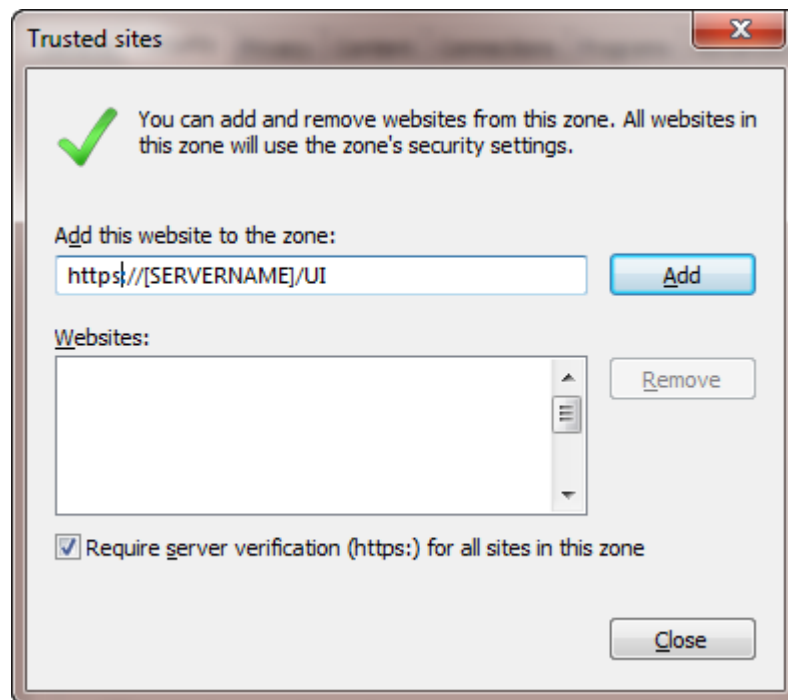 Trusted sites
You can add and remove websites from this zone. All websites in
this zone will use the zone's security settings.
Add this website to the zone:
https://[SERVERNAME]/UI
Add
Websites:
Remove
Require server verification (https:) for all sites in this zone
Close